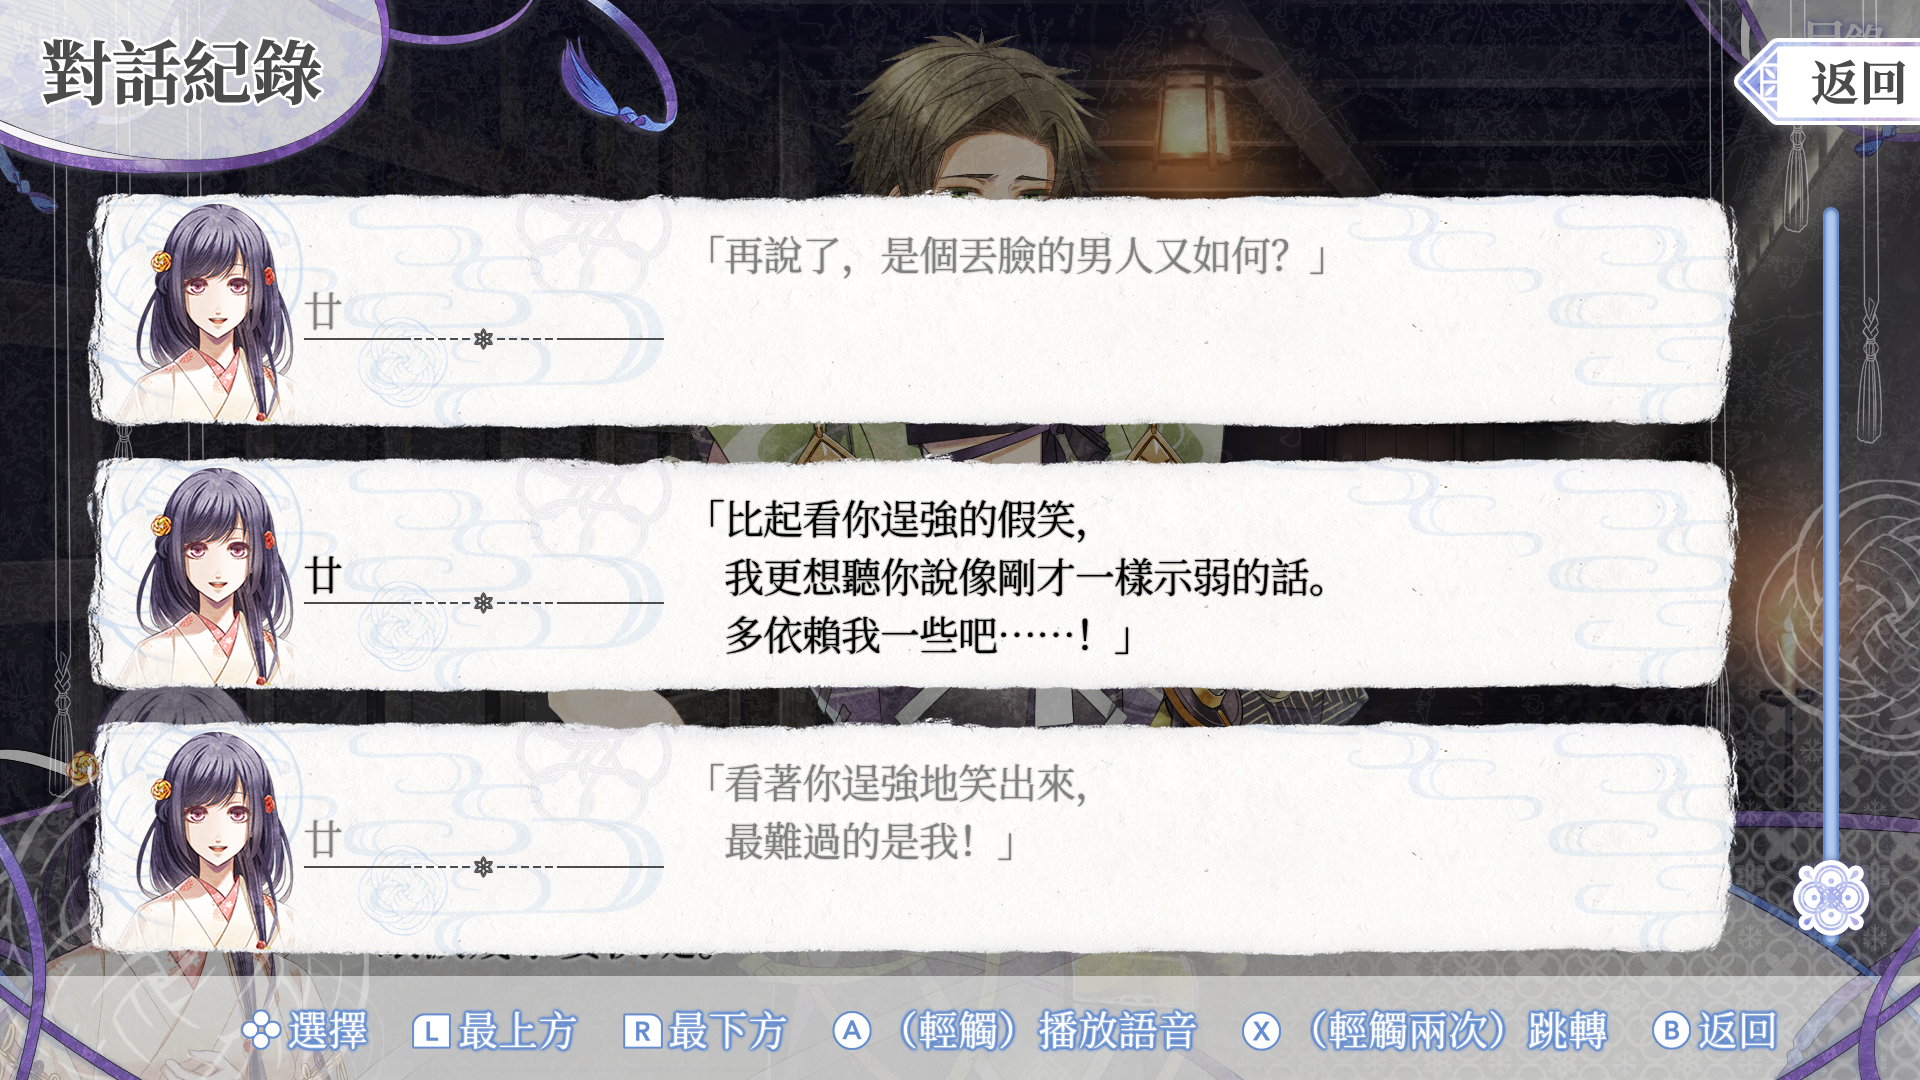 對話紀錄
返回
「再說了，是個丟臉的男人又如何？」
廿
「比起看你逞強的假笑，
我更想聽你說像剛才一樣示弱的話。
多依賴我一些吧⋯⋯！」
廿
「看著你逞強地笑出來，
最難過的是我！」
廿
選擇 L 最上方 R 最下方 A （輕觸）播放語音 X （輕觸兩次）跳轉 B 返回